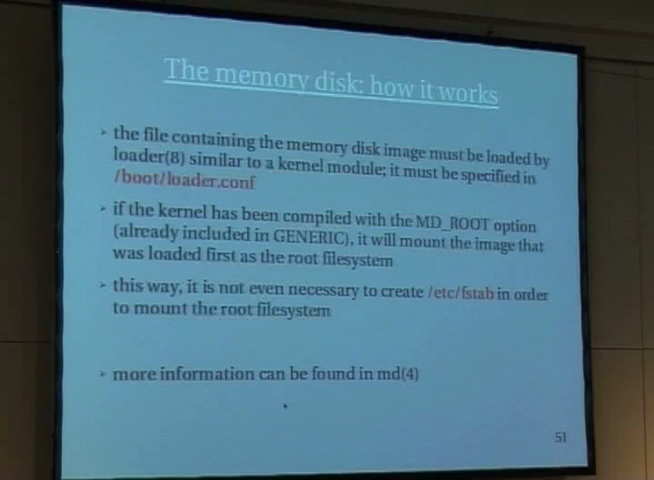 The memory disk: how it works
➢ the file containing the memory disk image must be loaded by
loader(8) similar to a kernel module; it must be specified in
/boot/loader.conf
➢ if the kernel has been compiled with the MD_ROOT option
(already included in GENERIC), it will mount the image that
was loaded first as the root filesystem
➢ this way, it is not even necessary to create /etc/fstab in order
to mount the root filesystem
➢ more information can be found in md(4)
51